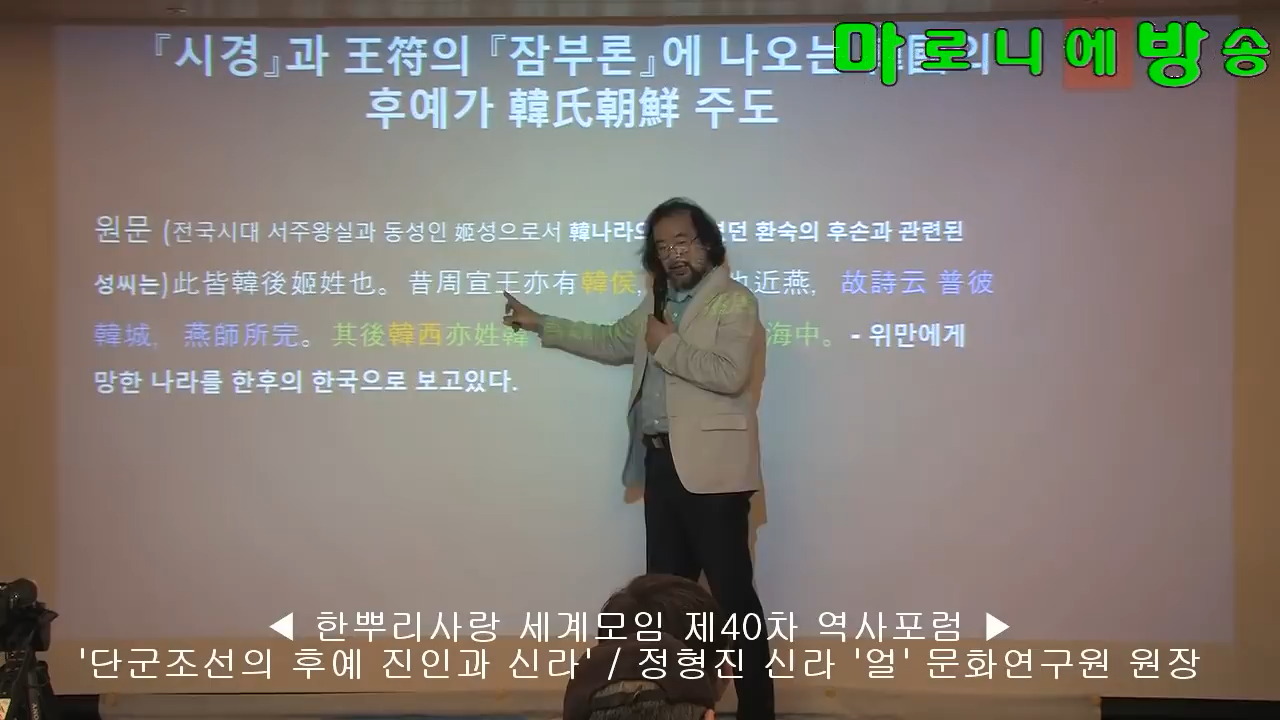 마로니에방송
『시경』과 王符의 『잠부론』에 나오는 의
후예가 韓氏朝鮮 주도
원문 (전국시대 서주왕실과 동성인 姬성으로서 韓나라 던 환숙의 후손과 관련된
성씨는)此皆韓後姬姓也。昔周宣王亦有韓侯, 也近燕, 故詩云 普彼
韓城, 燕師所完。其後韓西亦姓韓 海中。- 위만에게
망한 나라를 한후의 한국으로 보고있다.
◀ 한뿌리사랑 세계모임 제40차 역사포럼 ▶
'단군조선의 후예 진인과 신라' / 정형진 신라 '얼' 문화연구원 원장